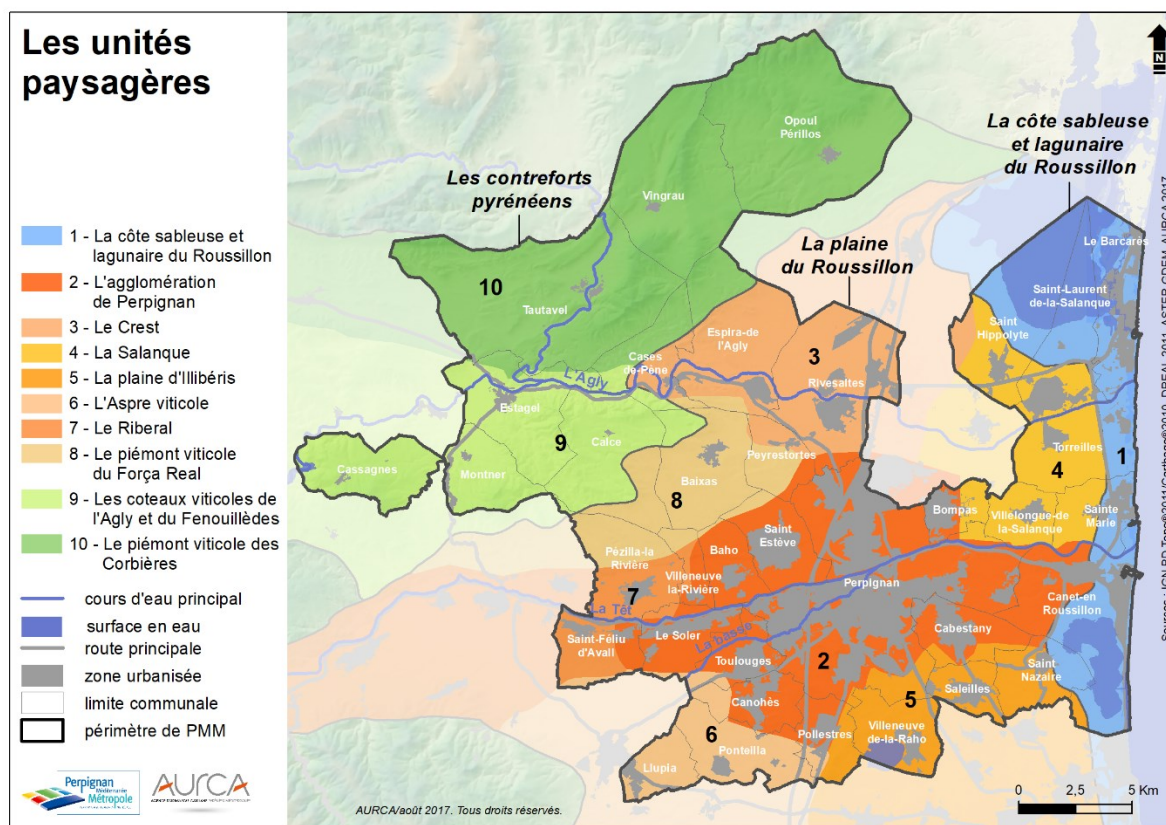 Les unités
paysagères
1 - La côte sableuse et
lagunaire du Roussillon
2 - L'agglomération
de Perpignan
3 - Le Crest
4 - La Salanque
5 - La plaine d'Illibéris
6 - L'Aspre viticole
7 - Le Riberal
8 - Le piémont viticole
du Força Real
9 - Les coteaux viticoles de
l'Agly et du Fenouillèdes
10 - Le piémont viticole des
Corbières
cours d'eau principal
surface en eau
route principale
zone urbanisée
limite communale
périmètre de PMM
Perpignan
Méditerranée
Métropole
AURCA
N
Opoul
Périllos
La côte sableuse
et lagunaire
du Roussillon
Les contreforts
pyrénéens
Vingrau
La plaine
du Roussillon
Le Barcarès
10
Tautavel
Saint-Laurent
de-la-Salanque
Saint
Hippolyte
Espira-de
l'Agly
3
Cases
de-Pène
L'Agly
Rivesaltes
Estagel
9
Calce
Cassagnes
Montner
Peyrestortes
Baixas
8
Torreilles
1
4
Bompas
Villelongue-de
la-Salanque
Sainte
Marie
Saint
Estève
Baho
Pézilla-la
Rivière
Villeneuve
la-Rivière
Perpignan
7
La Têt
Canet-en
Roussillon
Saint-Féliu
d'Avall
Le Soler
La basse
Cabestany
Toulouges
2
Saint
Nazaire
Saleilles
5
Canohès
6
Villeneuve
de-la-Raho
Pollestres
Ponteilla
Llupia
0 2,5 5 Km
AURCA/août 2017. Tous droits réservés.